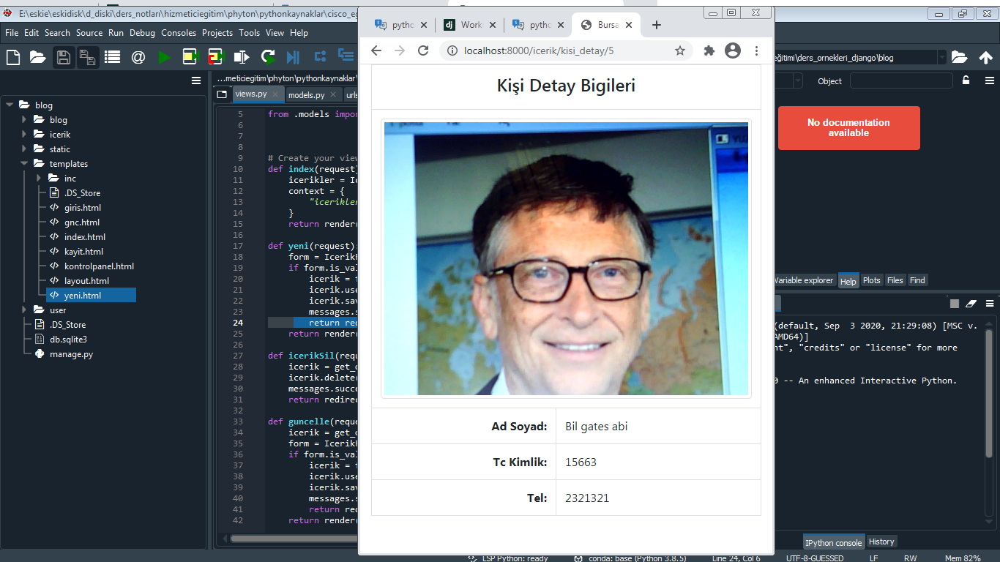 E:\eskie\eskidisk\d_diski\ders_notları\hizmeticiegitim\phyton\pythonkaynaklar\cisco_eğ
File Edit Search Source Run Debug Consoles Projects Tools View Help
eğitimi\ders_ornekleri_django\blog
blog
blog
icerik
static
templates
inc
.DS_Store
giris.html
gnc.html
index.html
kayit.html
kontrolpanel.html
layout.html
yeni.html
user
.DS_Store
db.sqlite3
manage.py
...meticiegitim\phyton\pythonkaynaklar\
views.py models.py urls
5 from .models import
6
7
8
9 # Create your view
10 def index(request)
11 icerikler = Ic
12 context = {
13 "icerikler
14 }
15 return render(
16
17 def yeni(request):
18 form = IcerikF
19 if form.is_val
20 icerik = f
21 icerik.use
22 icerik.sav
23 messages.s
24 return red
25 return render(
26
27 def icerikSil(requ
28 icerik = get_o
29 icerik.delete(
30 messages.succe
31 return redirec
32
33 def guncelle(reque
34 icerik = get_o
35 form = IcerikF
36 if form.is_val
37 icerik = f
38 icerik.use
39 icerik.sav
40 messages.s
41 return red
42 return render(
pytho Work pytho Bursa
localhost:8000/icerik/kisi_detay/5
Kişi Detay Bigileri
Ad Soyad: Bil gates abi
Tc Kimlik: 15663
Tel: 2321321
Object
No documentation
available
Variable explorer Help Plots Files Find
(default, Sep 3 2020, 21:29:08) [MSC v.
AMD64)]
nt", "credits" or "license" for more
0 -- An enhanced Interactive Python.
IPython console History
LSP Python: ready conda: base (Python 3.8.5) Line 24, Col 6 UTF-8-GUESSED LF RW Mem 82%